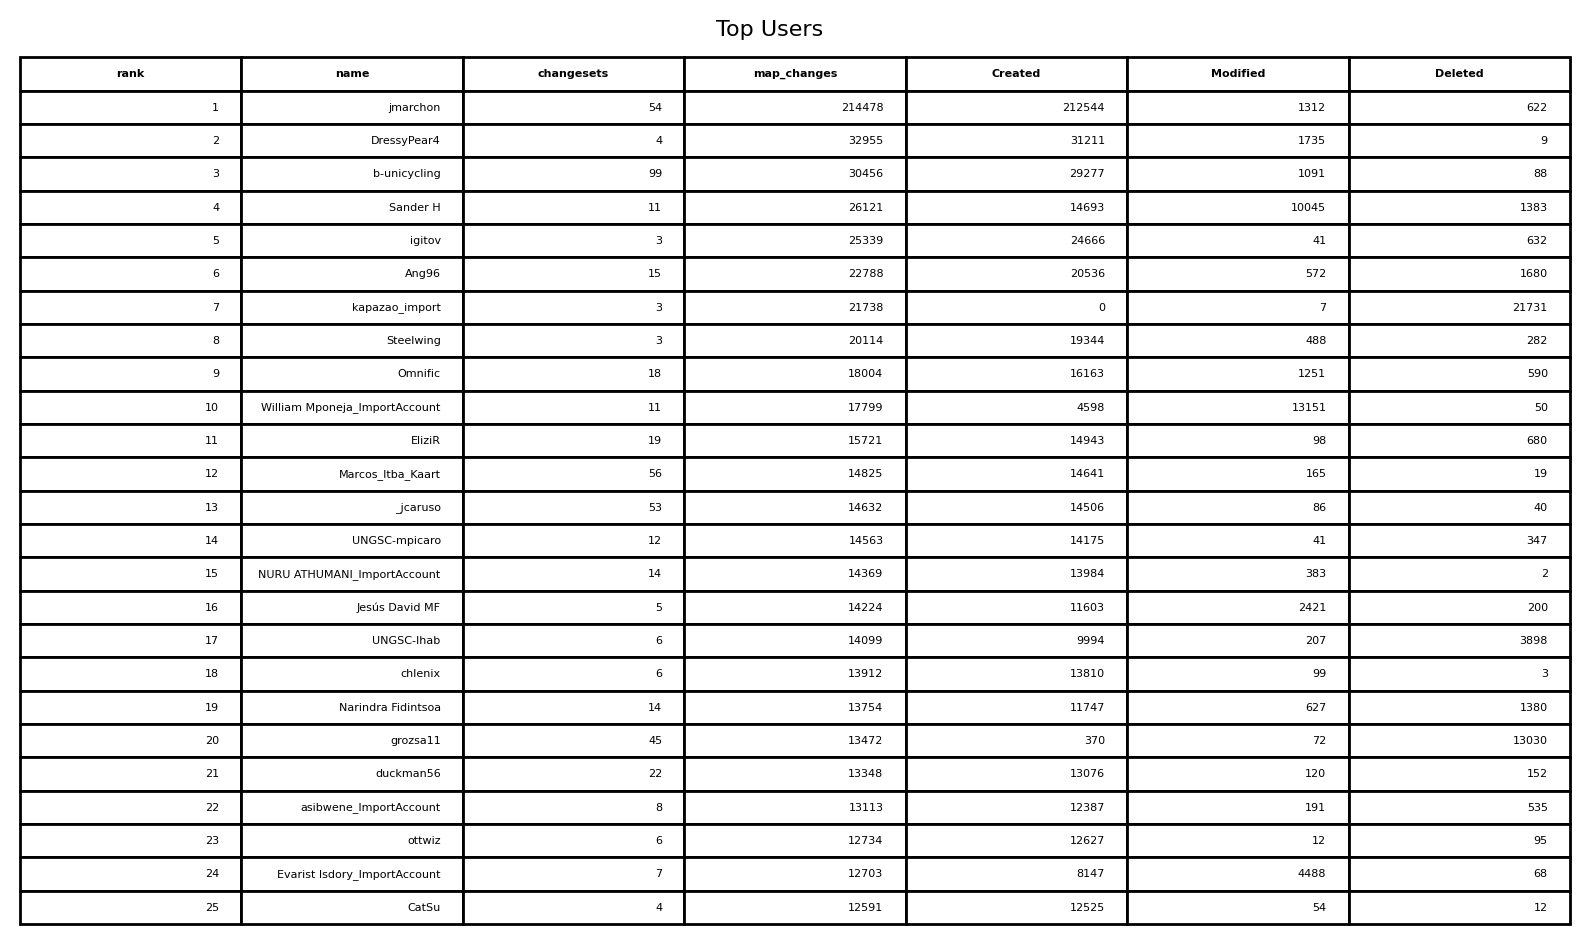 Top Users
rank name changesets map_changes Created Modified Deleted
1 jmarchon 54 214478 212544 1312 622
2 DressyPear4 4 32955 31211 1735 9
3 b-unicycling 99 30456 29277 1091 88
4 Sander H 11 26121 14693 10045 1383
5 igitov 3 25339 24666 41 632
6 Ang96 15 22788 20536 572 1680
7 kapazao_import 3 21738 0 7 21731
8 Steelwing 3 20114 19344 488 282
9 Omnific 18 18004 16163 1251 590
10 William Mponeja_ImportAccount 11 17799 4598 13151 50
11 EliziR 19 15721 14943 98 680
12 Marcos_Itba_Kaart 56 14825 14641 165 19
13 _jcaruso 53 14632 14506 86 40
14 UNGSC-mpicaro 12 14563 14175 41 347
15 NURU ATHUMANI_ImportAccount 14 14369 13984 383 2
16 Jesús David MF 5 14224 11603 2421 200
17 UNGSC-Ihab 6 14099 9994 207 3898
18 chlenix 6 13912 13810 99 3
19 Narindra Fidintsoa 14 13754 11747 627 1380
20 grozsa11 45 13472 370 72 13030
21 duckman56 22 13348 13076 120 152
22 asibwene_ImportAccount 8 13113 12387 191 535
23 ottwiz 6 12734 12627 12 95
24 Evarist Isdory_ImportAccount 7 12703 8147 4488 68
25 CatSu 4 12591 12525 54 12